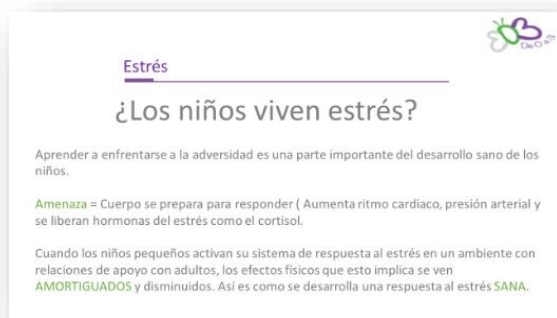 De0a3
Estrés
¿Los niños viven estrés?
Aprender a enfrentarse a la adversidad es una parte importante del desarrollo sano de los
niños.
Amenaza = Cuerpo se prepara para responder ( Aumenta ritmo cardiaco, presión arterial y
se liberan hormonas del estrés como el cortisol.
Cuando los niños pequeños activan su sistema de respuesta al estrés en un ambiente con
relaciones de apoyo con adultos, los efectos físicos que esto implica se ven
AMORTIGUADOS y disminuidos. Así es como se desarrolla una respuesta al estrés SANA.